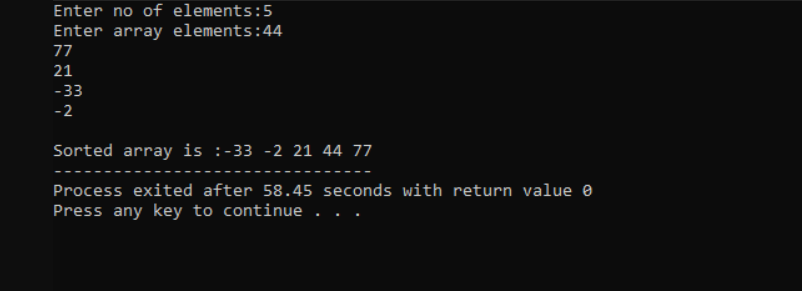 Enter no of elements:5
Enter array elements:44
77
21
-33
-2
Sorted array is :-33 -2 21 44 77
--------------------------------
Process exited after 58.45 seconds with return value 0
Press any key to continue . . .